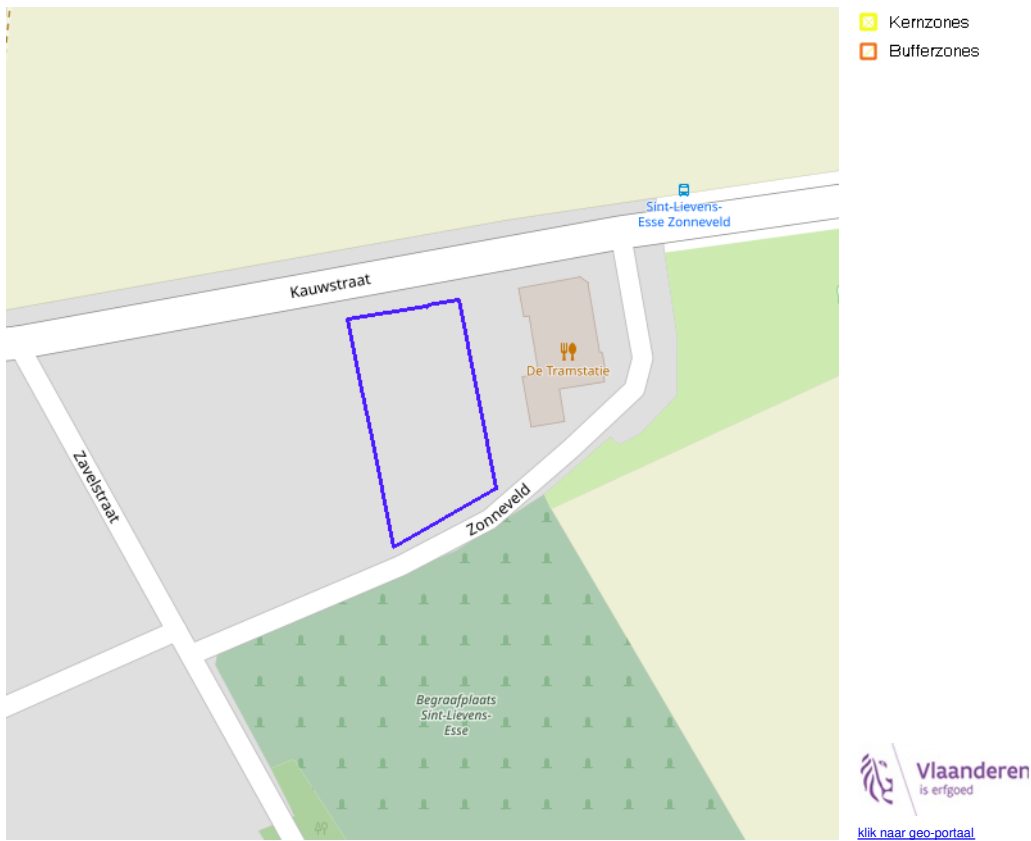 Kernzones
Bufferzones
Sint-Lievens-
Esse Zonneveld
Kauwstraat
De Tramstatie
Zavelstraat
Zonneveld
Begraafplaats
Sint-Lievens-
Esse
Vlaanderen
is erfgoed
klik naar geo-portaal